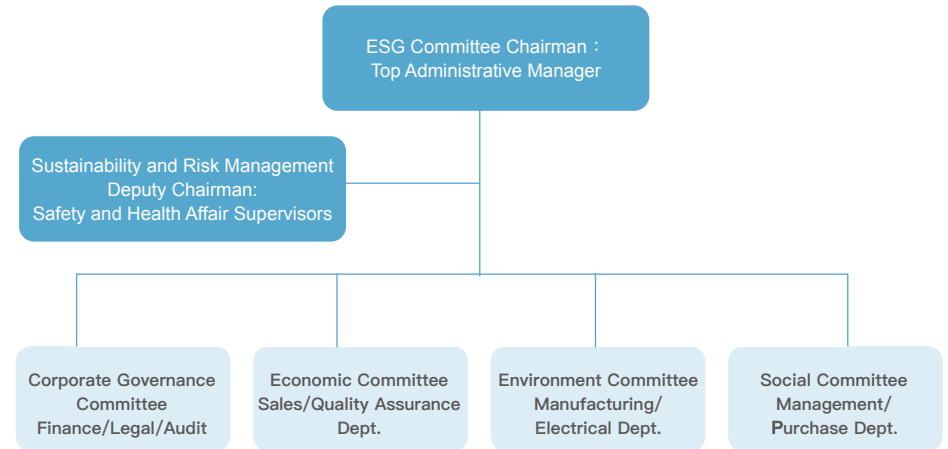 ESG Committee Chairman：
Top Administrative Manager
Sustainability and Risk Management
Deputy Chairman:
Safety and Health Affair Supervisors
Corporate Governance
Committee
Finance/Legal/Audit
Economic Committee
Sales/Quality Assurance
Dept.
Environment Committee
Manufacturing/
Electrical Dept.
Social Committee
Management/
Purchase Dept.